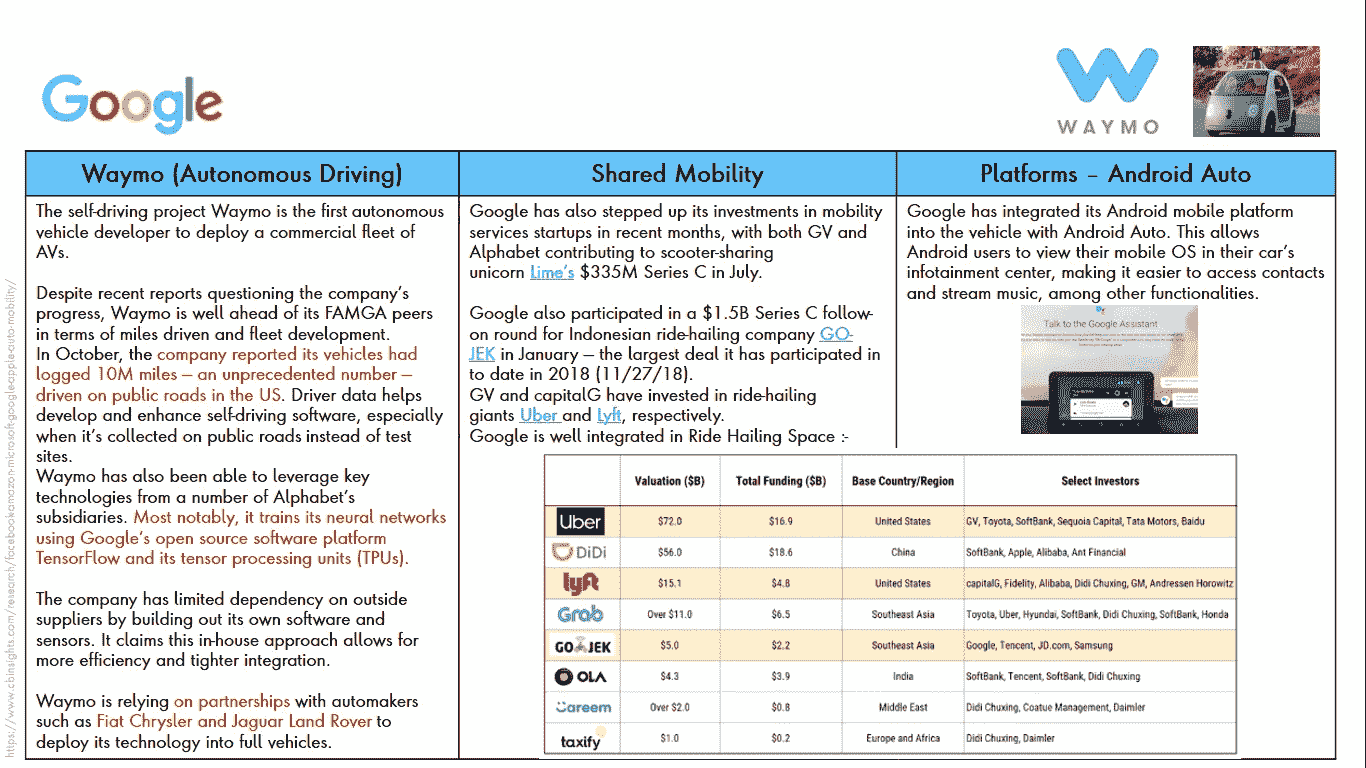 Google
WAYMO
Waymo (Autonomous Driving)
The self-driving project Waymo is the first autonomous
vehicle developer to deploy a commercial fleet of
AVs.
Despite recent reports questioning the company's
progress, Waymo is well ahead of its FAMGA peers
in terms of miles driven and fleet development.
In October, the company reported its vehicles had
logged 10M miles – an unprecedented number –
driven on public roads in the US. Driver data helps
develop and enhance self-driving software, especially
when it's collected on public roads instead of test
sites.
Waymo has also been able to leverage key
technologies from a number of Alphabet's
subsidiaries. Most notably, it trains its neural networks
using Google's open source software platform
TensorFlow and its tensor processing units (TPUs).
The company has limited dependency on outside
suppliers by building out its own software and
sensors. It claims this in-house approach allows for
more efficiency and tighter integration.
Waymo is relying on partnerships with automakers
such as Fiat Chrysler and Jaguar Land Rover to
deploy its technology into full vehicles.
Shared Mobility
Google has also stepped up its investments in mobility
services startups in recent months, with both GV and
Alphabet contributing to scooter-sharing
unicorn Lime's $335M Series C in July.
Google also participated in a $1.5B Series C follow-
on round for Indonesian ride-hailing company GO-
JEK in January – the largest deal it has participated in
to date in 2018 (11/27/18).
GV and capitalG have invested in ride-hailing
giants Uber and Lyft, respectively.
Google is well integrated in Ride Hailing Space :-
Platforms – Android Auto
Google has integrated its Android mobile platform
into the vehicle with Android Auto. This allows
Android users to view their mobile OS in their car's
infotainment center, making it easier to access contacts
and stream music, among other functionalities.
Talk to the Google Assistant
Valuation ($B) Total Funding ($B) Base Country/Region Select Investors
Uber $72.0 $16.9 United States GV, Toyota, SoftBank, Sequoia Capital, Tata Motors, Baidu
DiDi $56.0 $18.6 China SoftBank, Apple, Alibaba, Ant Financial
lyft $15.1 $4.8 United States capitalG, Fidelity, Alibaba, Didi Chuxing, GM, Andressen Horowitz
Grab Over $11.0 $6.5 Southeast Asia Toyota, Uber, Hyundai, SoftBank, Didi Chuxing, SoftBank, Honda
GO JEK $5.0 $2.2 Southeast Asia Google, Tencent, JD.com, Samsung
OLA $4.3 $3.9 India SoftBank, Tencent, SoftBank, Didi Chuxing
Careem Over $2.0 $0.8 Middle East Didi Chuxing, Coatue Management, Daimler
taxify $1.0 $0.2 Europe and Africa Didi Chuxing, Daimler
https://www.cbinsights.com/research/facebook-amazon-microsoft-google-apple-auto-mobility/